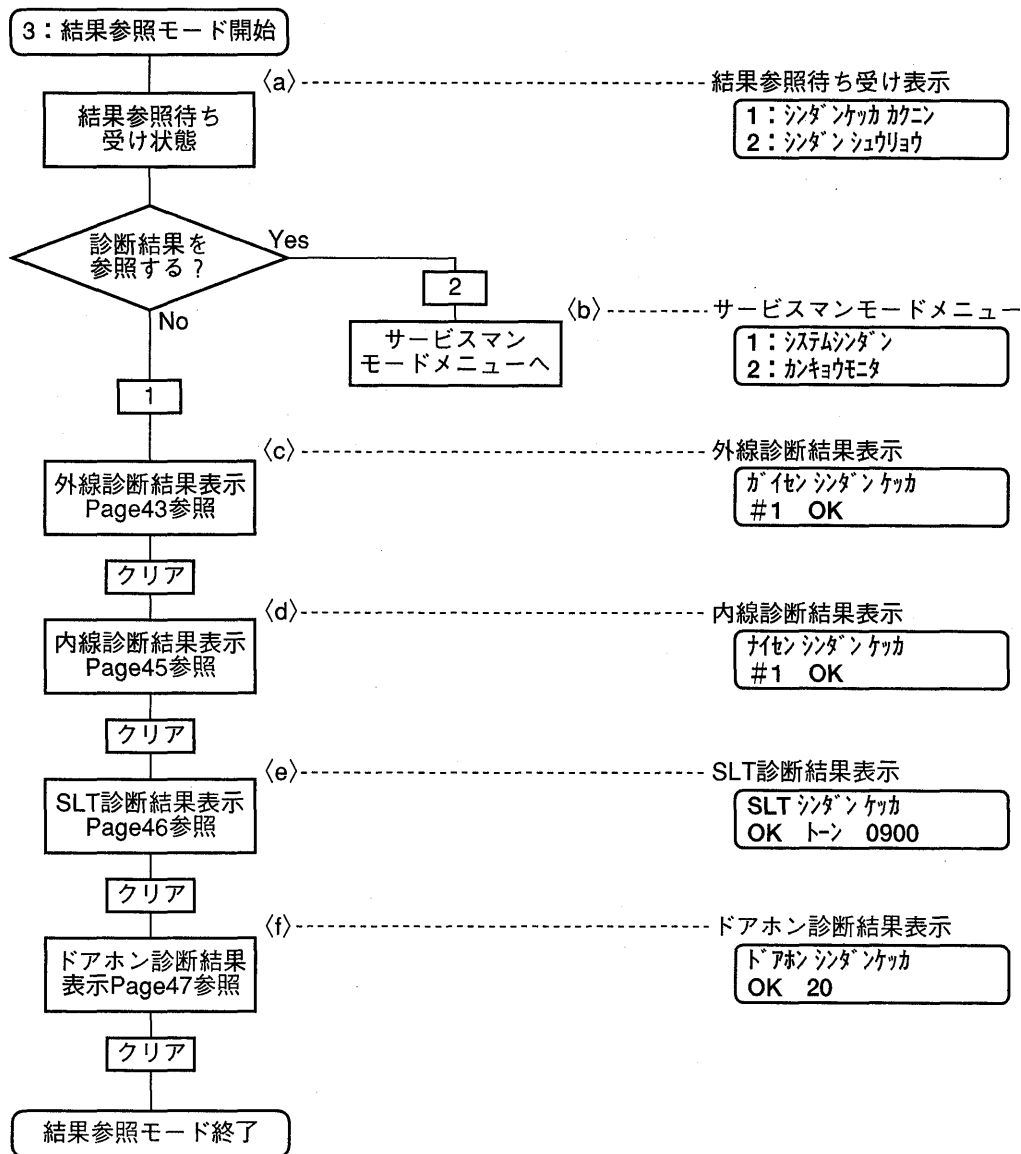 3：結果参照モード開始
〈a〉
結果参照待ち受け表示
結果参照待ち
受け状態
1：ｼﾝﾀﾞﾝｹｯｶ ｶｸﾆﾝ
2：ｼﾝﾀﾞﾝ ｼｭｳﾘｮｳ
診断結果を
参照する？
Yes
No
2
〈b〉
サービスマンモードメニュー
サービスマン
モードメニューへ
1：ｼｽﾃﾑｼﾝﾀﾞﾝ
2：ｶﾝｷｮｳﾓﾆﾀ
1
〈c〉
外線診断結果表示
外線診断結果表示
Page43参照
ｶﾞｲｾﾝ ｼﾝﾀﾞﾝ ｹｯｶ
＃1 OK
クリア
〈d〉
内線診断結果表示
内線診断結果表示
Page45参照
ﾅｲｾﾝ ｼﾝﾀﾞﾝ ｹｯｶ
＃1 OK
クリア
〈e〉
SLT診断結果表示
SLT診断結果表示
Page46参照
SLT ｼﾝﾀﾞﾝ ｹｯｶ
OK ﾄｰﾝ 0900
クリア
〈f〉
ドアホン診断結果表示
ドアホン診断結果
表示Page47参照
ﾄﾞｱﾎﾝ ｼﾝﾀﾞﾝｹｯｶ
OK 20
クリア
結果参照モード終了